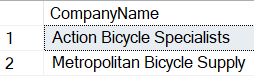 CompanyName
1 Action Bicycle Specialists
2 Metropolitan Bicycle Supply